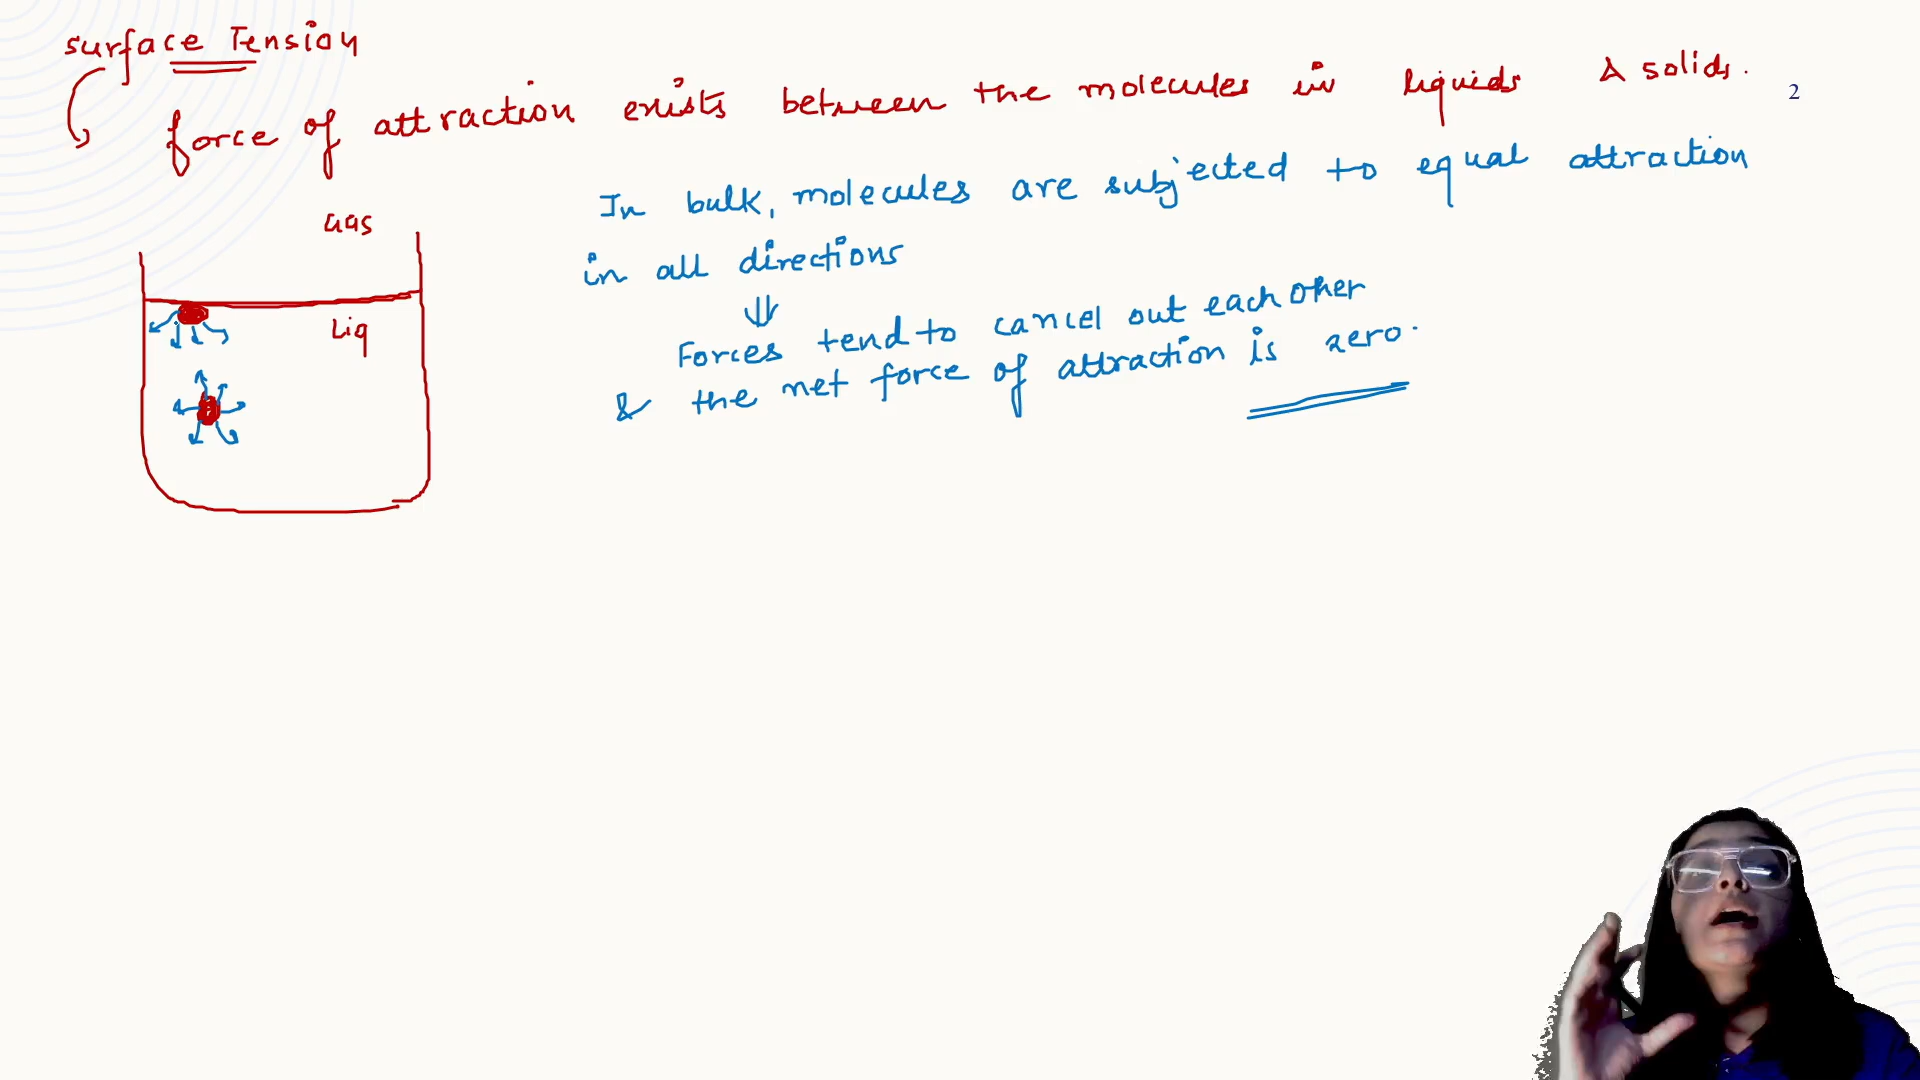 surface Tension
force of attraction exists between the molecules in liquids & solids.
2
In bulk, molecules are subjected to equal attraction
in all directions
⇓
Forces tend to cancel out each other
& the net force of attraction is zero.
Gas
Liq